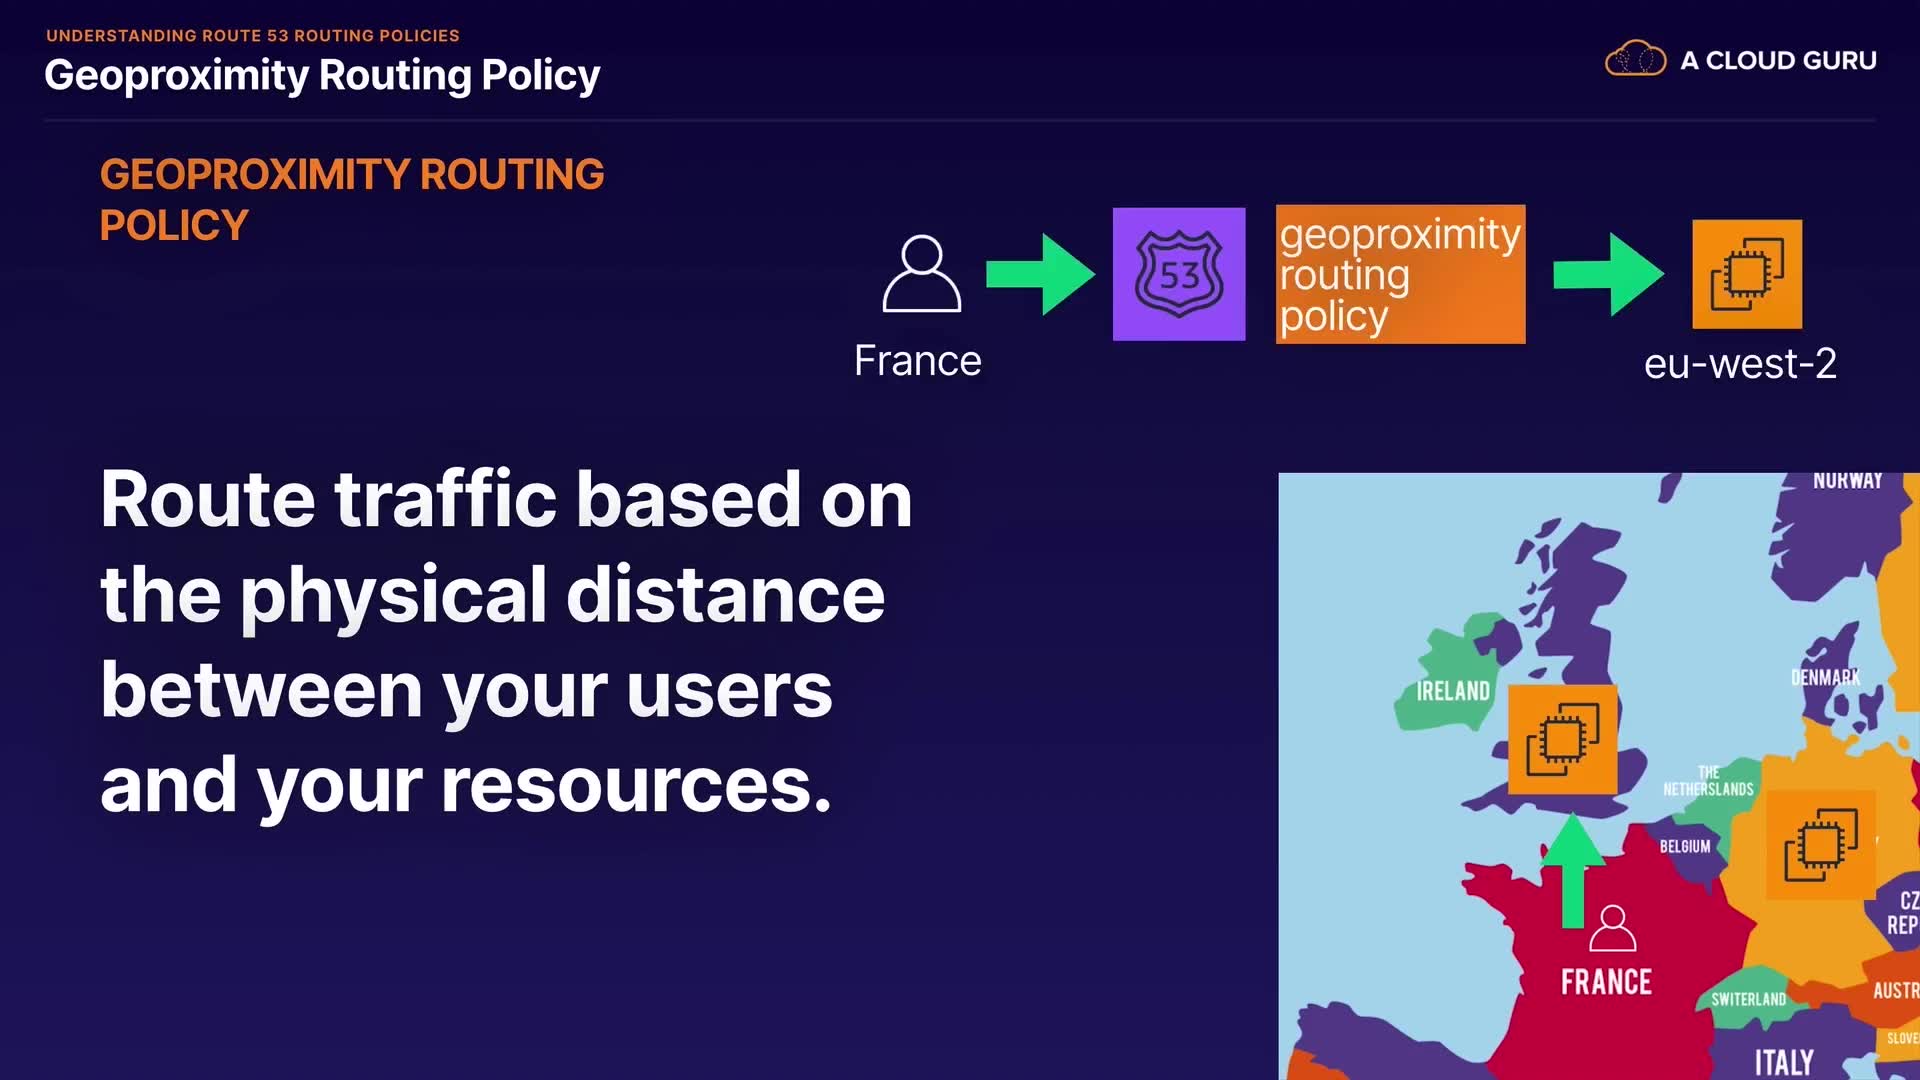 UNDERSTANDING ROUTE 53 ROUTING POLICIES
Geoproximity Routing Policy
A CLOUD GURU
GEOPROXIMITY ROUTING
POLICY
53
geoproximity
routing
policy
France
eu-west-2
Route traffic based on
the physical distance
between your users
and your resources.
NORWAY
IRELAND
DENMARK
THE
NETHERSLANDS
BELGIUM
CZ
REP
FRANCE
SWITERLAND
AUSTR
SLOVE
ITALY